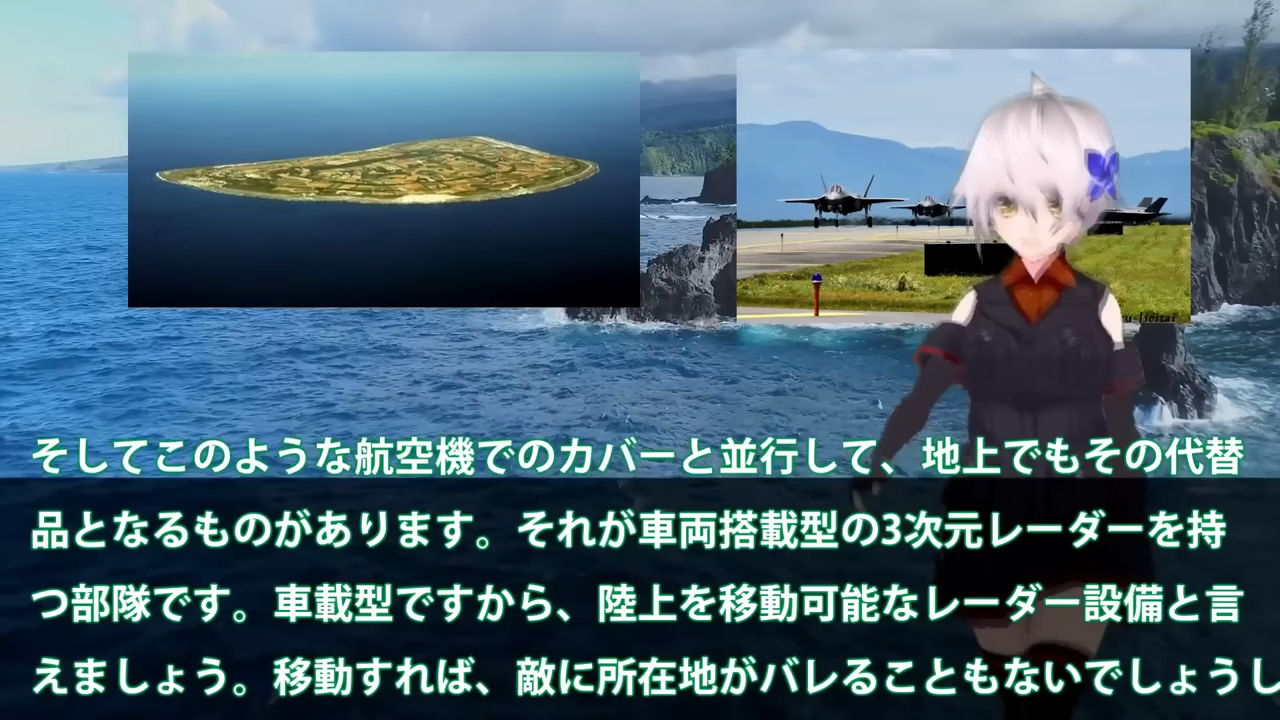 そしてこのような航空機でのカバーと並行して、地上でもその代替
品となるものがあります。それが車両搭載型の3次元レーダーを持
つ部隊です。車載型ですから、陸上を移動可能なレーダー設備と言
えましょう。移動すれば、敵に所在地がバレることもないでしょうし